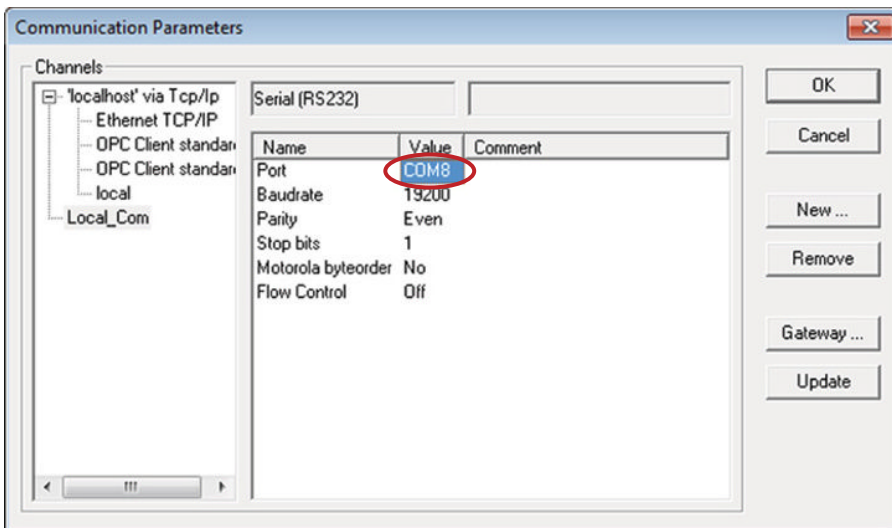 Communication Parameters
Channels
'localhost' via Tcp/Ip
Ethernet TCP/IP
OPC Client standar
OPC Client standar
local
Local_Com
Serial (RS232)
Name Value Comment
Port COM8
Baudrate 19200
Parity Even
Stop bits 1
Motorola byteorder No
Flow Control Off
OK
Cancel
New ...
Remove
Gateway ...
Update